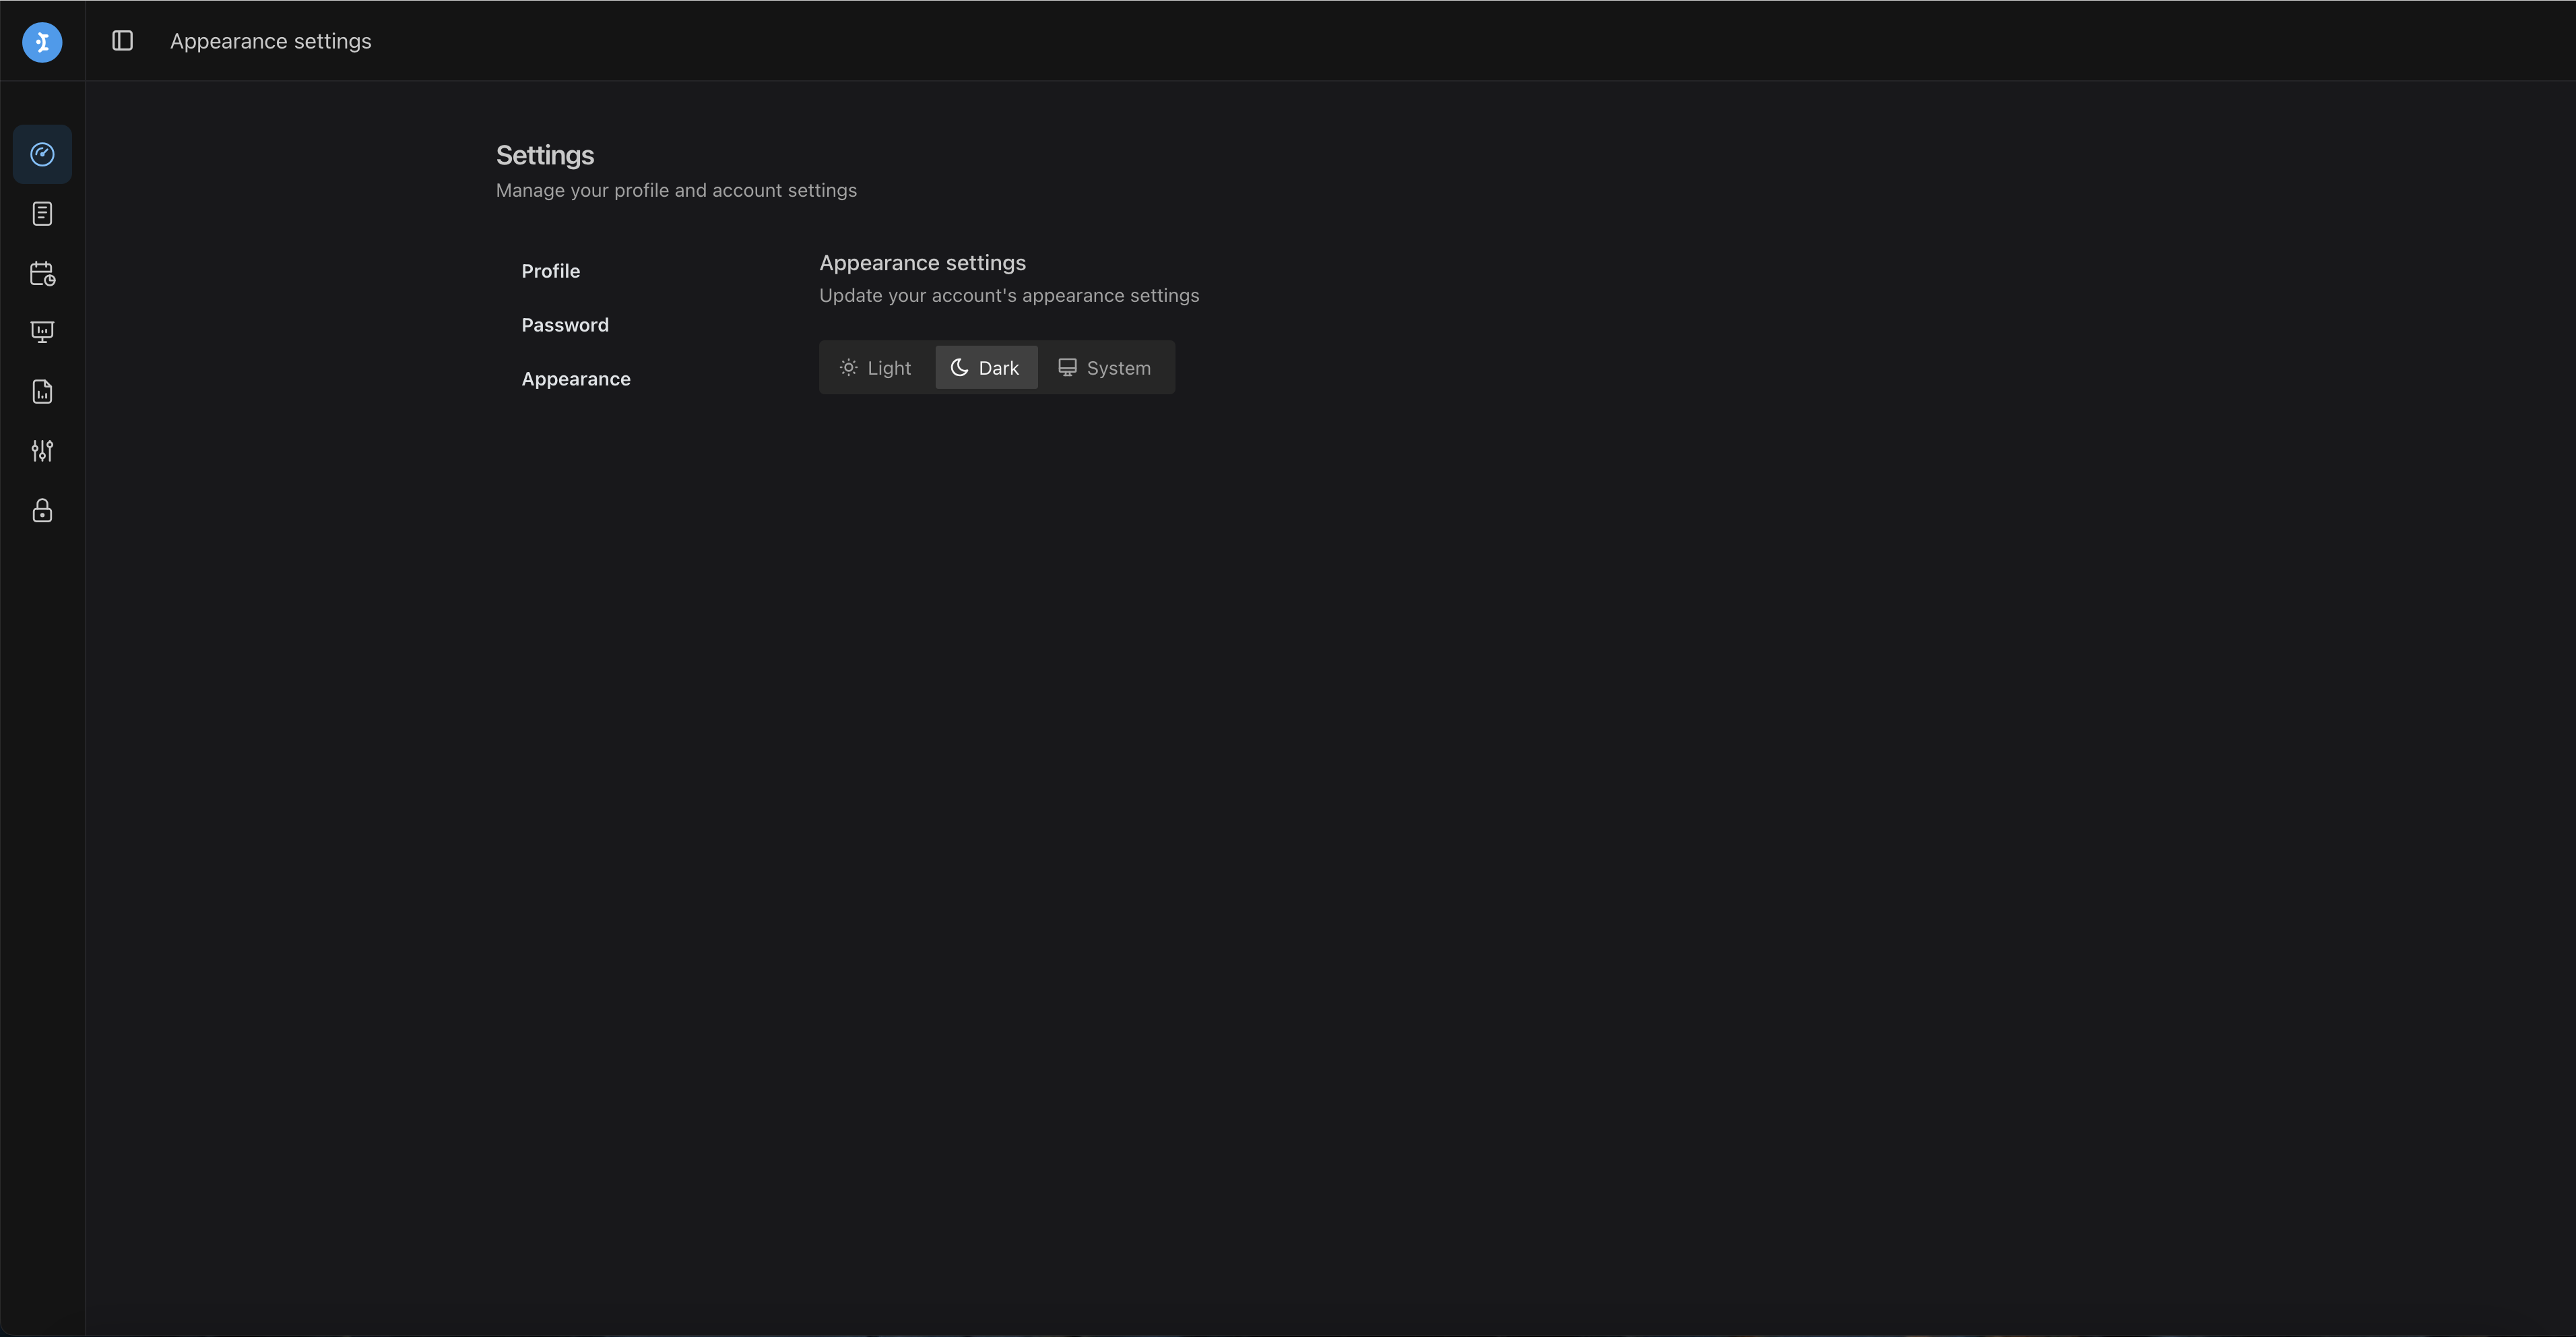 Appearance settings
Settings
Manage your profile and account settings
Profile
Password
Appearance
Appearance settings
Update your account's appearance settings
Light
Dark
System